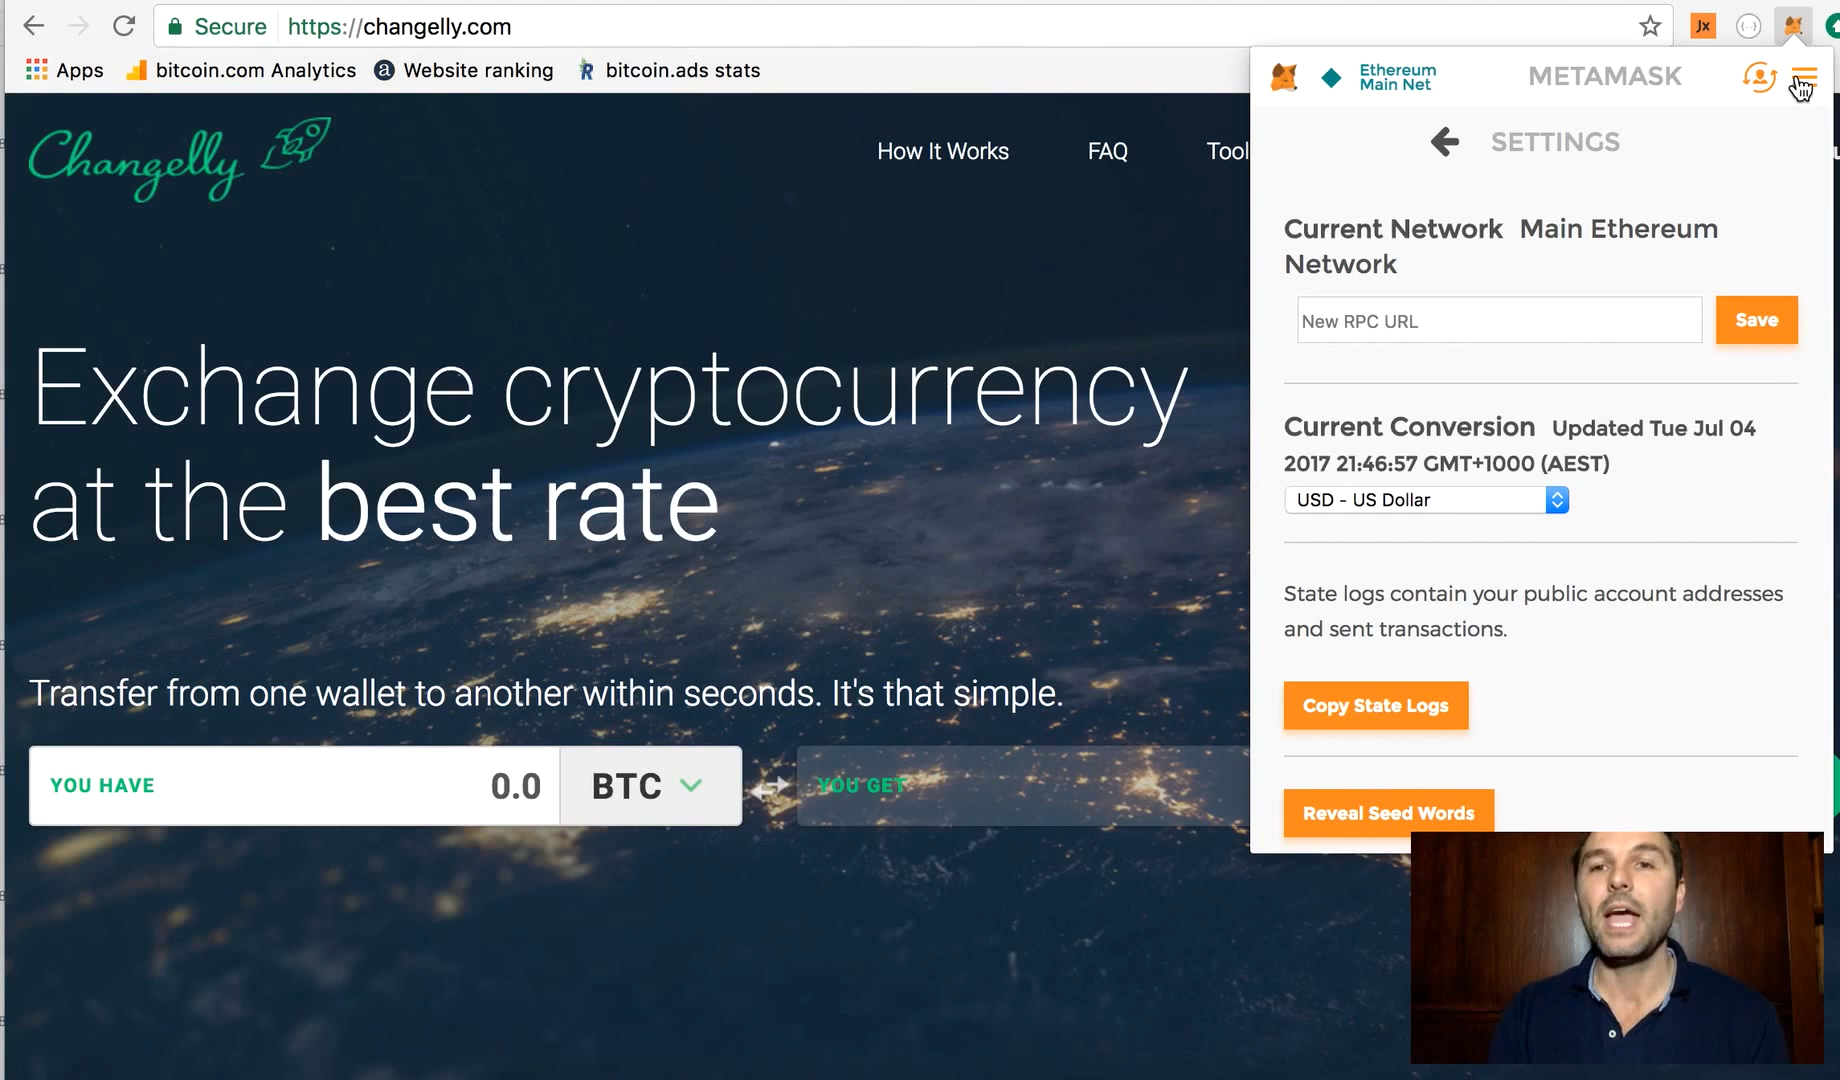 Secure https://changelly.com
Jx
Apps bitcoin.com Analytics a Website ranking R bitcoin.ads stats
Ethereum
Main Net
METAMASK
Changelly
How It Works FAQ Tool
SETTINGS
Current Network Main Ethereum
Network
New RPC URL Save
Exchange cryptocurrency
at the best rate
Current Conversion Updated Tue Jul 04
2017 21:46:57 GMT+1000 (AEST)
USD - US Dollar
State logs contain your public account addresses
and sent transactions.
Transfer from one wallet to another within seconds. It's that simple.
Copy State Logs
YOU HAVE 0.0 BTC YOU GET
Reveal Seed Words